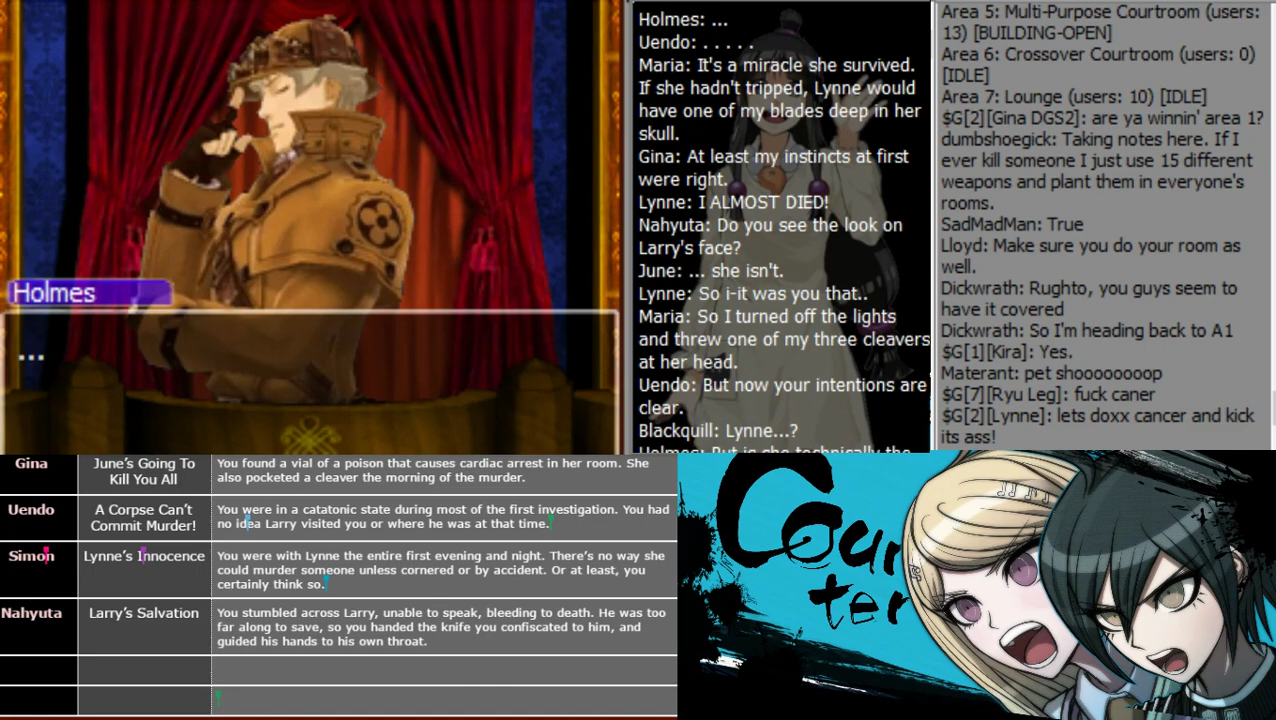 Holmes
...
Holmes: ...
Uendo: . . . . .
Maria: It's a miracle she survived.
If she hadn't tripped, Lynne would
have one of my blades deep in her
skull.
Gina: At least my instincts at first
were right.
Lynne: I ALMOST DIED!
Nahyuta: Do you see the look on
Larry's face?
June: ... she isn't.
Lynne: So i-it was you that..
Maria: So I turned off the lights
and threw one of my three cleavers
at her head.
Uendo: But now your intentions are
clear.
Blackquill: Lynne...?
Holmes: But is she technically the
Area 5: Multi-Purpose Courtroom (users:
13) [BUILDING-OPEN]
Area 6: Crossover Courtroom (users: 0)
[IDLE]
Area 7: Lounge (users: 10) [IDLE]
$G[2][Gina DGS2]: are ya winnin' area 1?
dumbshoegick: Taking notes here. If I
ever kill someone I just use 15 different
weapons and plant them in everyone's
rooms.
SadMadMan: True
Lloyd: Make sure you do your room as
well.
Dickwrath: Rughto, you guys seem to
have it covered
Dickwrath: So I'm heading back to A1
$G[1][Kira]: Yes.
Materant: pet shoooooooop
$G[7][Ryu Leg]: fuck caner
$G[2][Lynne]: lets doxx cancer and kick
its ass!
Gina
June's Going To
Kill You All
You found a vial of a poison that causes cardiac arrest in her room. She
also pocketed a cleaver the morning of the murder.
Uendo
A Corpse Can't
Commit Murder!
You were in a catatonic state during most of the first investigation. You had
no idea Larry visited you or where he was at that time.
Simon
Lynne's Innocence
You were with Lynne the entire first evening and night. There's no way she
could murder someone unless cornered or by accident. Or at least, you
certainly think so.
Nahyuta
Larry's Salvation
You stumbled across Larry, unable to speak, bleeding to death. He was too
far along to save, so you handed the knife you confiscated to him, and
guided his hands to his own throat.
Coun
ter